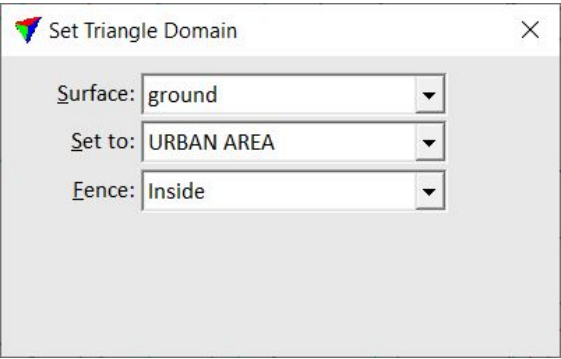 Set Triangle Domain
Surface: ground
Set to: URBAN AREA
Fence: Inside